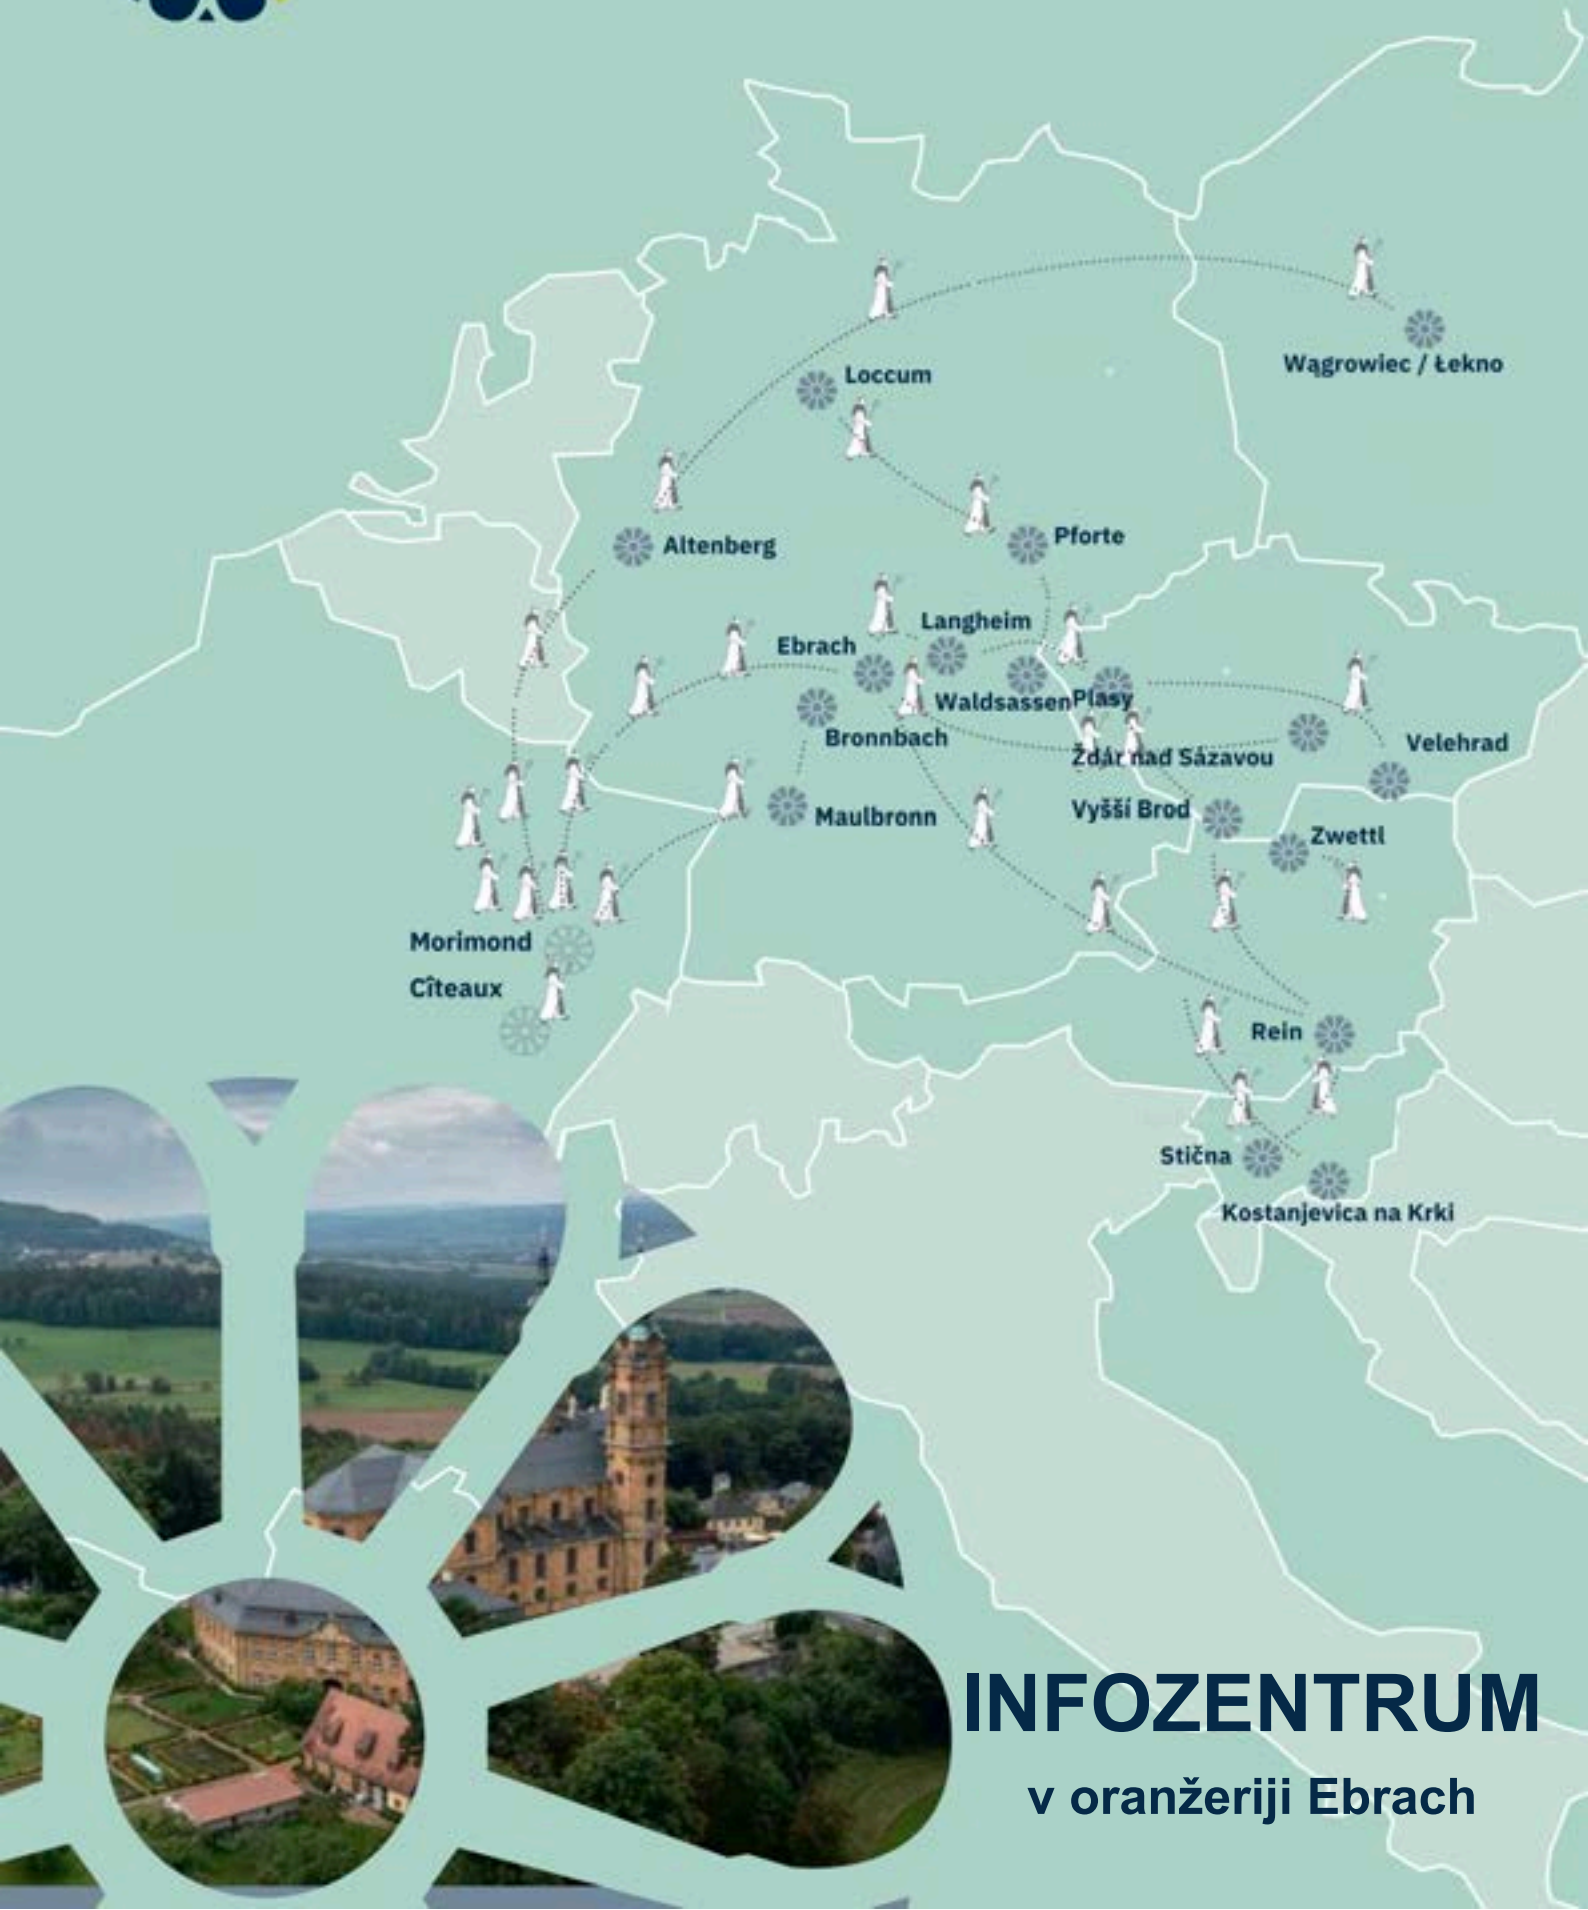 Loccum
Wągrowiec / Łekno
Altenberg
Pforte
Langheim
Ebrach
Waldsassen
Plasy
Bronnbach
Velehrad
Žďár nad Sázavou
Maulbronn
Vyšší Brod
Zwettl
Morimond
Cîteaux
Rein
Stična
Kostanjevica na Krki
INFOZENTRUM
v oranžeriji Ebrach